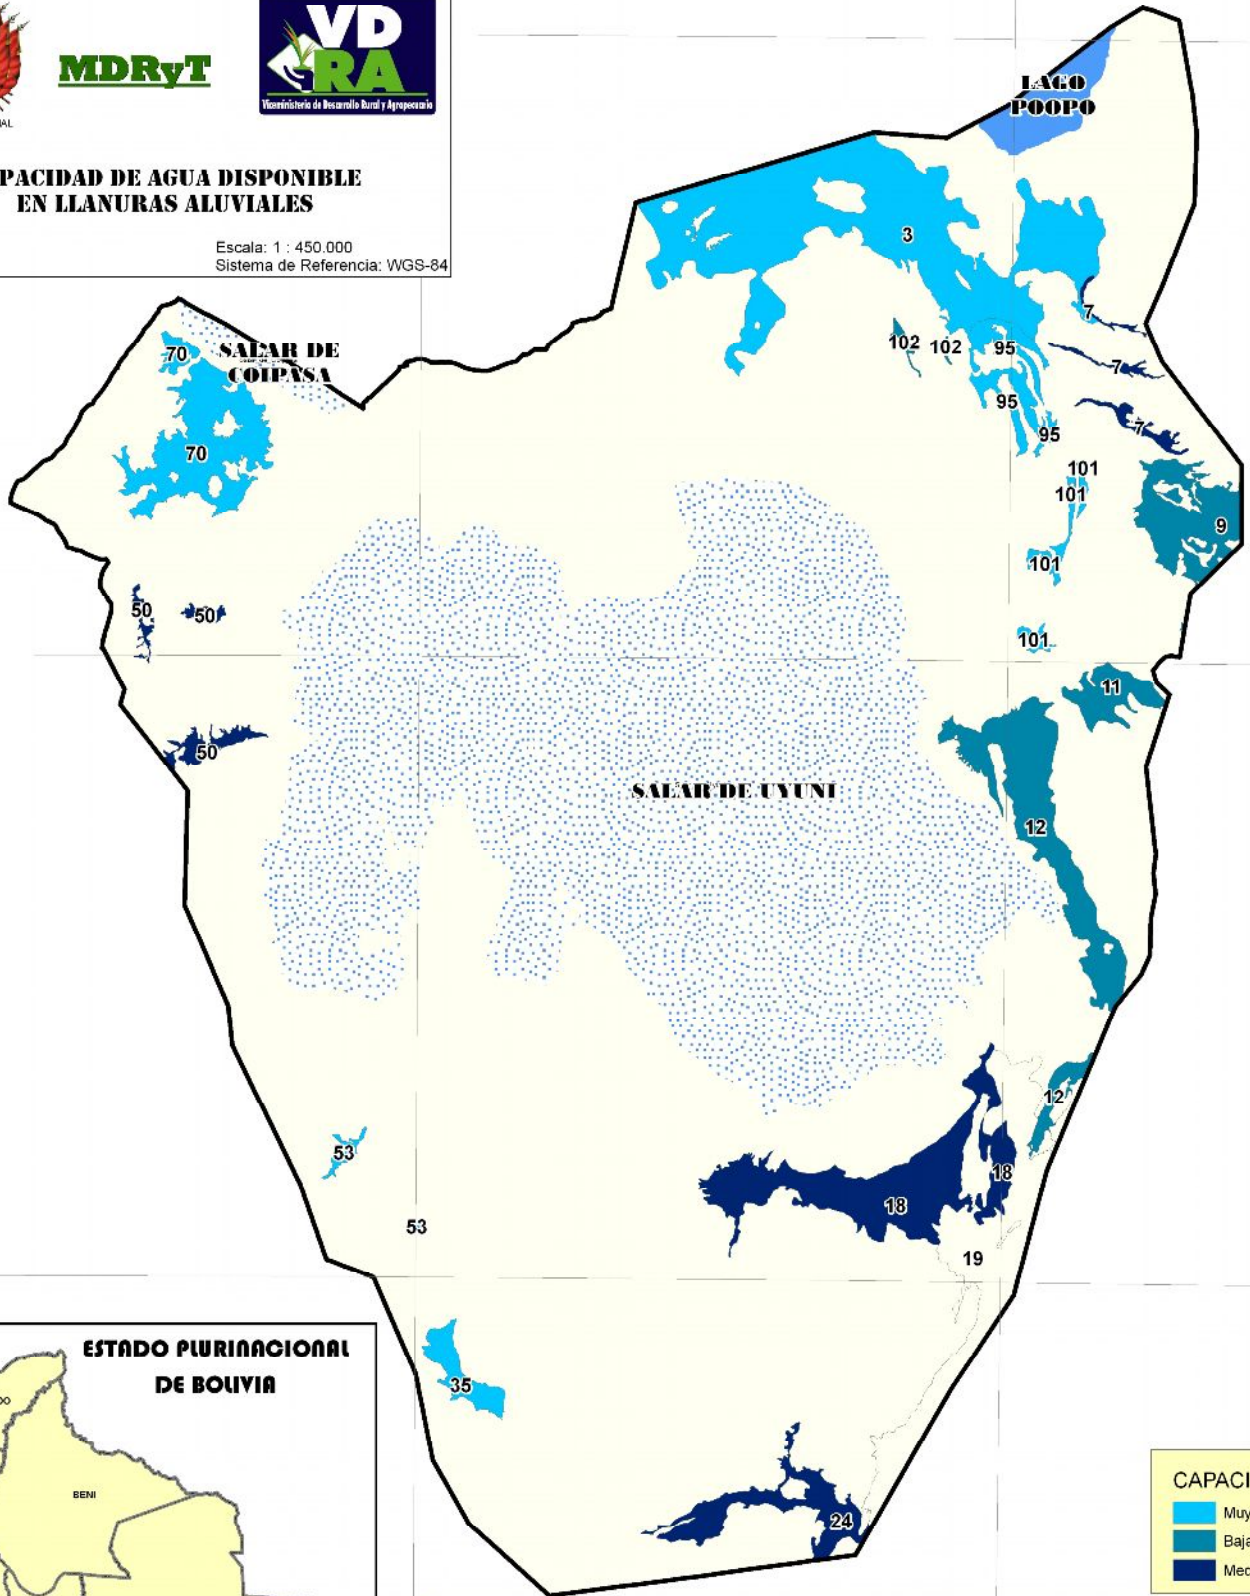 MDRyT
VD
RA
Viceministerio de Desarrollo Rural y Agropecuario
PACIDAD DE AGUA DISPONIBLE
EN LLANURAS ALUVIALES
Escala: 1 : 450.000
Sistema de Referencia: WGS-84
LAGO
POOPO
3
7
102
102
95
70
SALAR DE
COIPASA
7
95
7
95
70
101
101
9
101
50
50
101
11
50
SALAR DE UYUNI
12
12
53
18
18
53
19
ESTADO PLURINACIONAL
DE BOLIVIA
35
BENI
24
CAPACI
Muy
Baja
Med